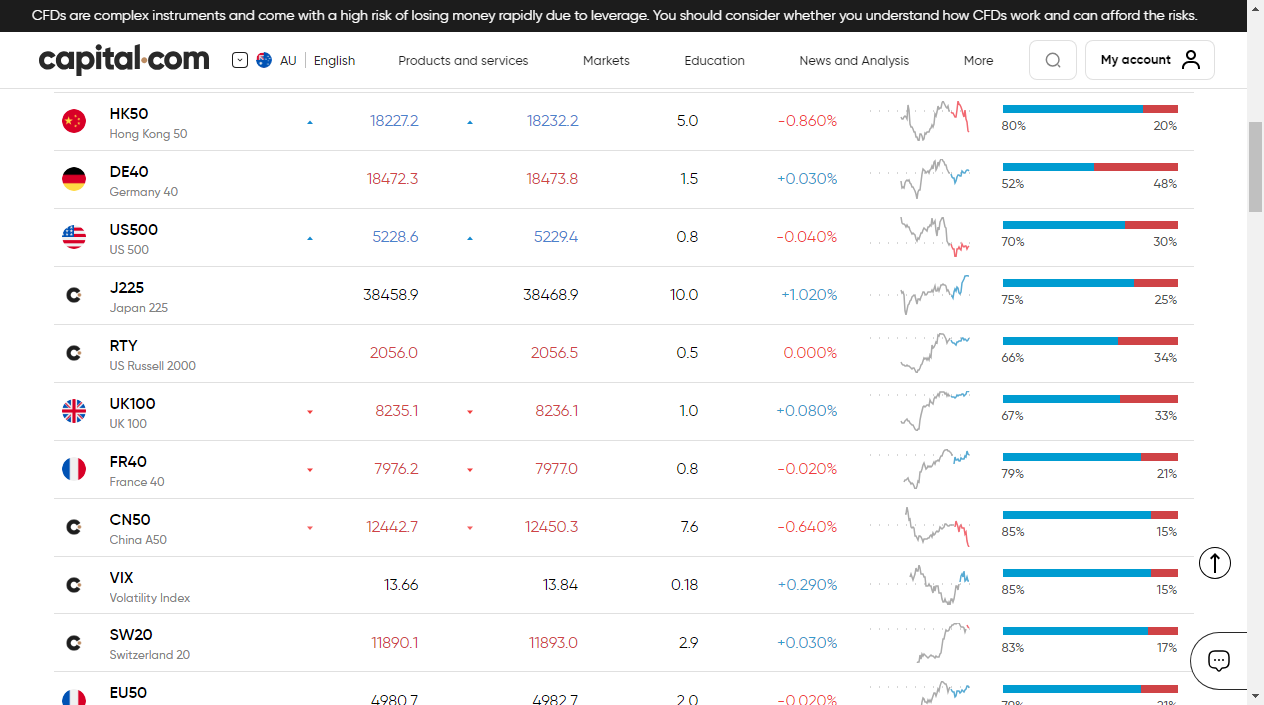 CFDs are complex instruments and come with a high risk of losing money rapidly due to leverage. You should consider whether you understand how CFDs work and can afford the risks.
capital.com AU English Products and services Markets Education News and Analysis More My account
HK50
Hong Kong 50
18227.2 18232.2 5.0 -0.860%
80% 20%
DE40
Germany 40
18472.3 18473.8 1.5 +0.030%
52% 48%
US500
US 500
5228.6 5229.4 0.8 -0.040%
70% 30%
J225
Japan 225
38458.9 38468.9 10.0 +1.020%
75% 25%
RTY
US Russell 2000
2056.0 2056.5 0.5 0.000%
66% 34%
UK100
UK 100
8235.1 8236.1 1.0 +0.080%
67% 33%
FR40
France 40
7976.2 7977.0 0.8 -0.020%
79% 21%
CN50
China A50
12442.7 12450.3 7.6 -0.640%
85% 15%
VIX
Volatility Index
13.66 13.84 0.18 +0.290%
85% 15%
SW20
Switzerland 20
11890.1 11893.0 2.9 +0.030%
83% 17%
EU50
4980.7 4982.7 2.0 -0.020%